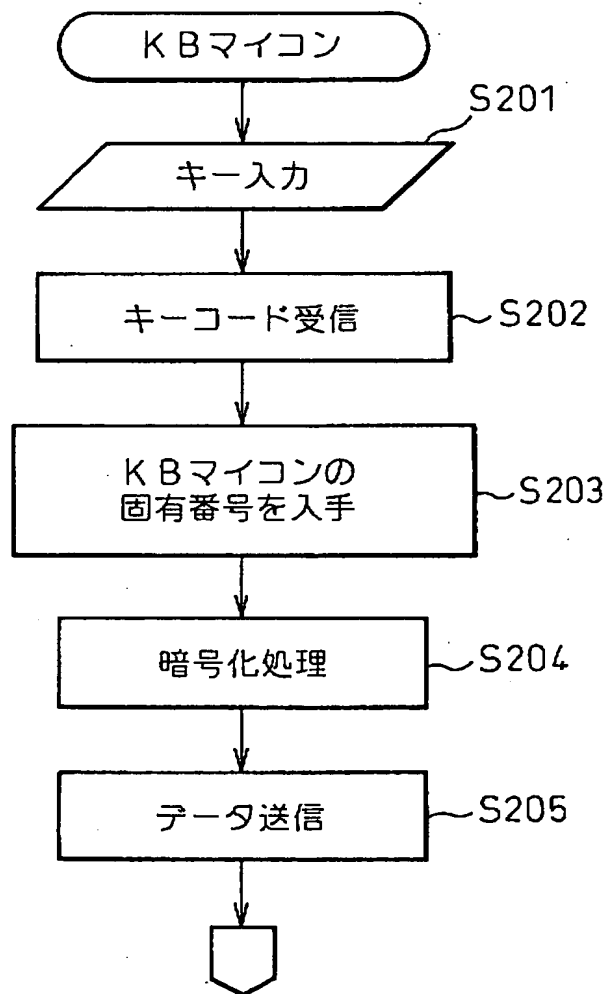 KBマイコン
S201
キー入力
キーコード受信
S202
KBマイコンの
固有番号を入手
S203
暗号化処理
S204
データ送信
S205